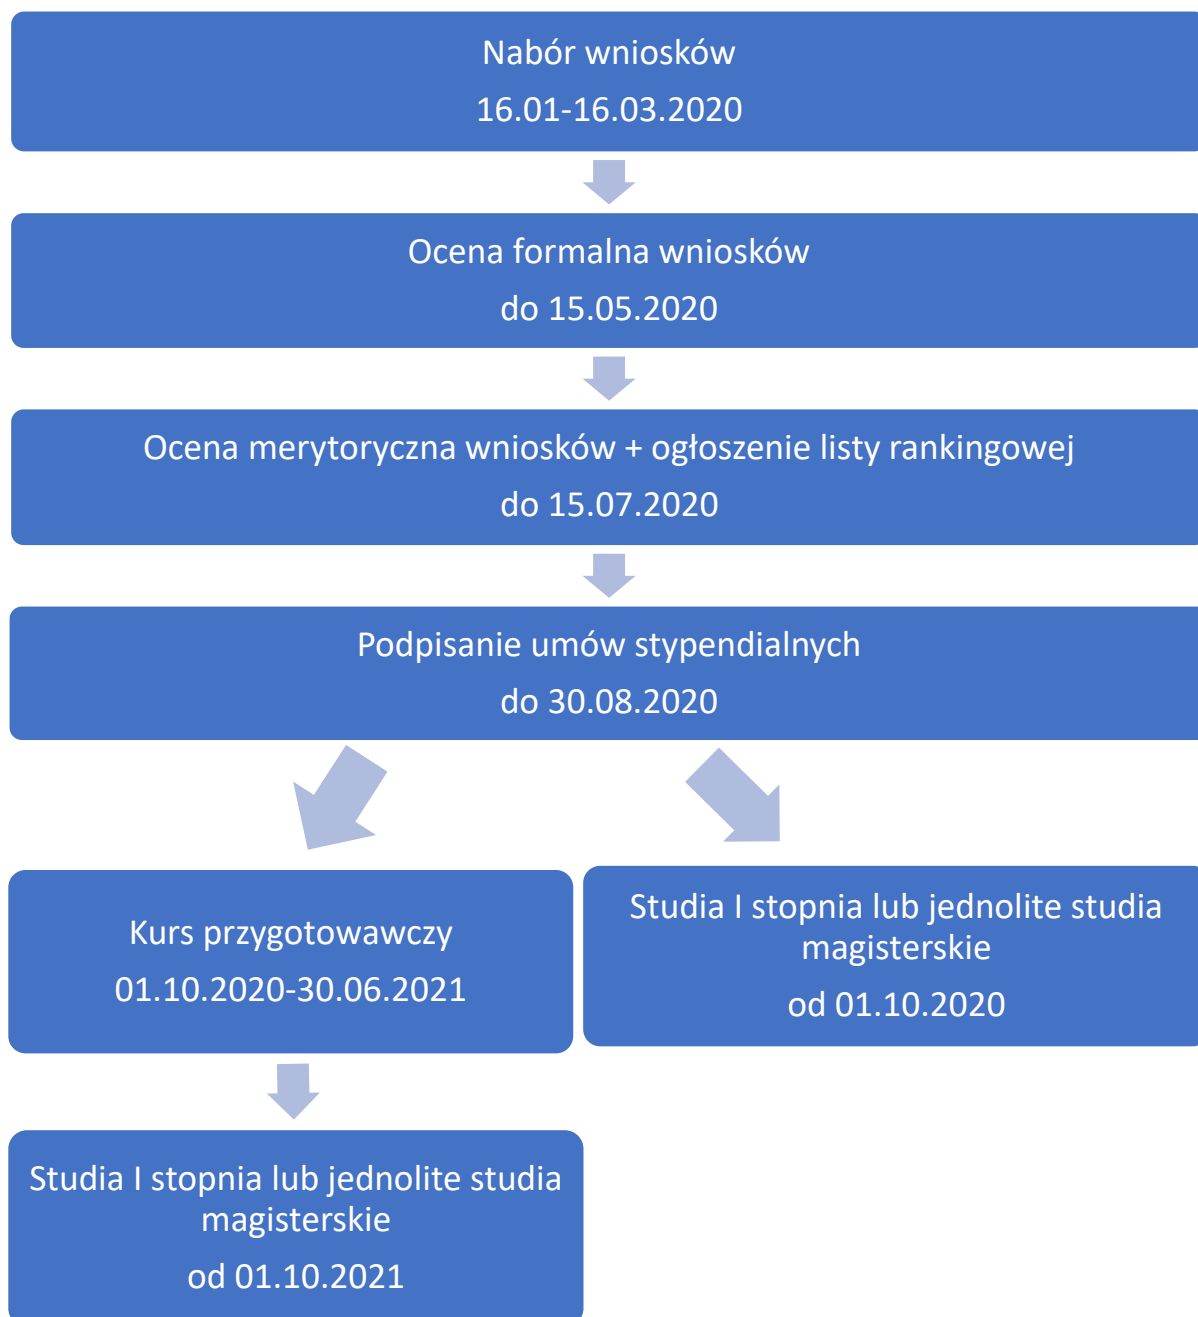 Nabór wniosków
16.01-16.03.2020
Ocena formalna wniosków
do 15.05.2020
Ocena merytoryczna wniosków + ogłoszenie listy rankingowej
do 15.07.2020
Podpisanie umów stypendialnych
do 30.08.2020
Kurs przygotowawczy
01.10.2020-30.06.2021
Studia I stopnia lub jednolite studia
magisterskie
od 01.10.2020
Studia I stopnia lub jednolite studia
magisterskie
od 01.10.2021